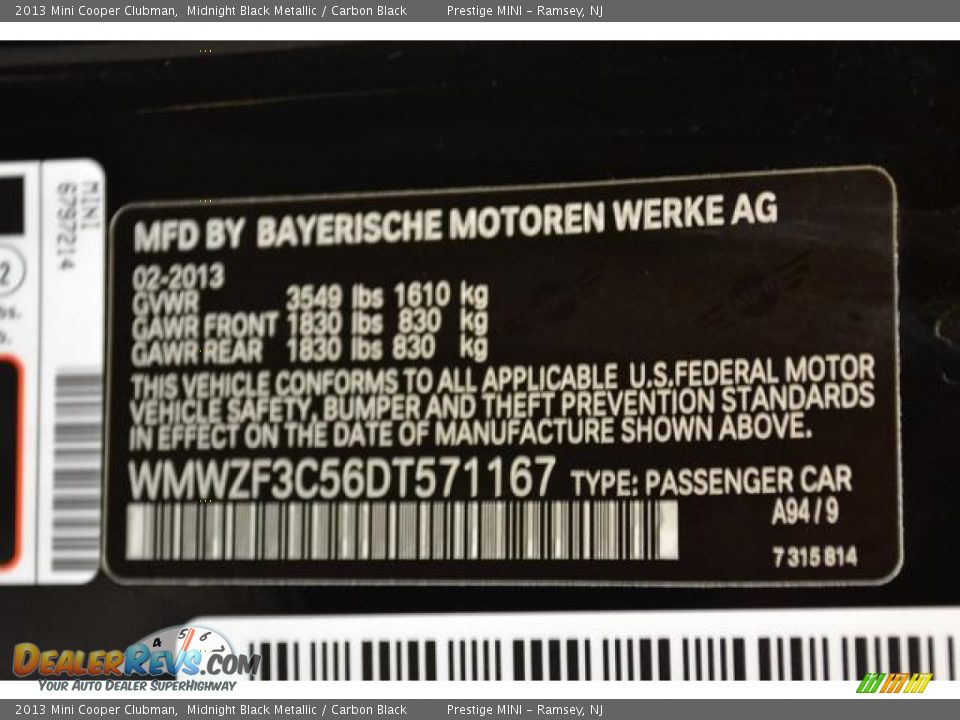 2013 Mini Cooper Clubman, Midnight Black Metallic / Carbon Black Prestige MINI - Ramsey, NJ
MINI
6797214
2
MFD BY BAYERISCHE MOTOREN WERKE AG
02-2013
GVWR 3549 lbs 1610 kg
GAWR FRONT 1830 lbs 830 kg
GAWR REAR 1830 lbs 830 kg
THIS VEHICLE CONFORMS TO ALL APPLICABLE U.S.FEDERAL MOTOR
VEHICLE SAFETY, BUMPER AND THEFT PREVENTION STANDARDS
IN EFFECT ON THE DATE OF MANUFACTURE SHOWN ABOVE.
WMWZF3C56DT571167 TYPE: PASSENGER CAR
A94/9
7 315 814
4 5 6
DEALERREVS.COM
YOUR AUTO DEALER SUPERHIGHWAY
2013 Mini Cooper Clubman, Midnight Black Metallic / Carbon Black Prestige MINI - Ramsey, NJ